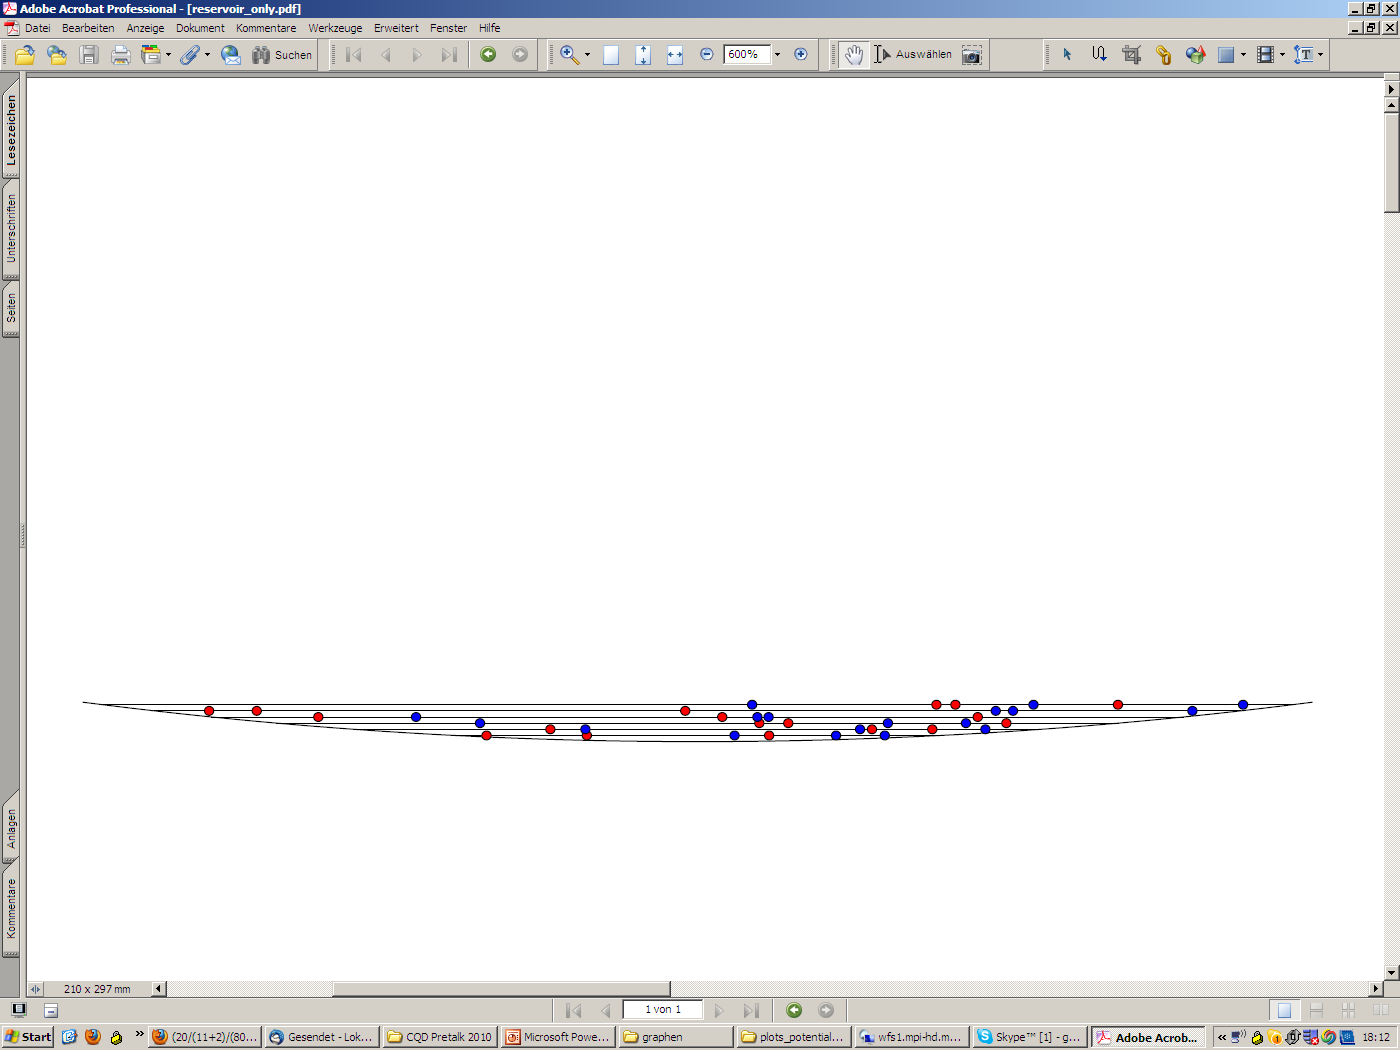 Adobe Acrobat Professional - [reservoir_only.pdf]
Datei Bearbeiten Anzeige Dokument Kommentare Werkzeuge Erweitert Fenster Hilfe
Suchen 600% Auswählen
Lesezeichen
Unterschriften
Seiten
Anlagen
Kommentare
210 x 297 mm
1 von 1
Start » (20/(11+2)/(80... Gesendet - Lok... CQD Pretalk 2010 Microsoft Powe... graphen plots_potential... wfs1.mpi-hd.m... Skype™ [1] - g... Adobe Acrob... « 18:12